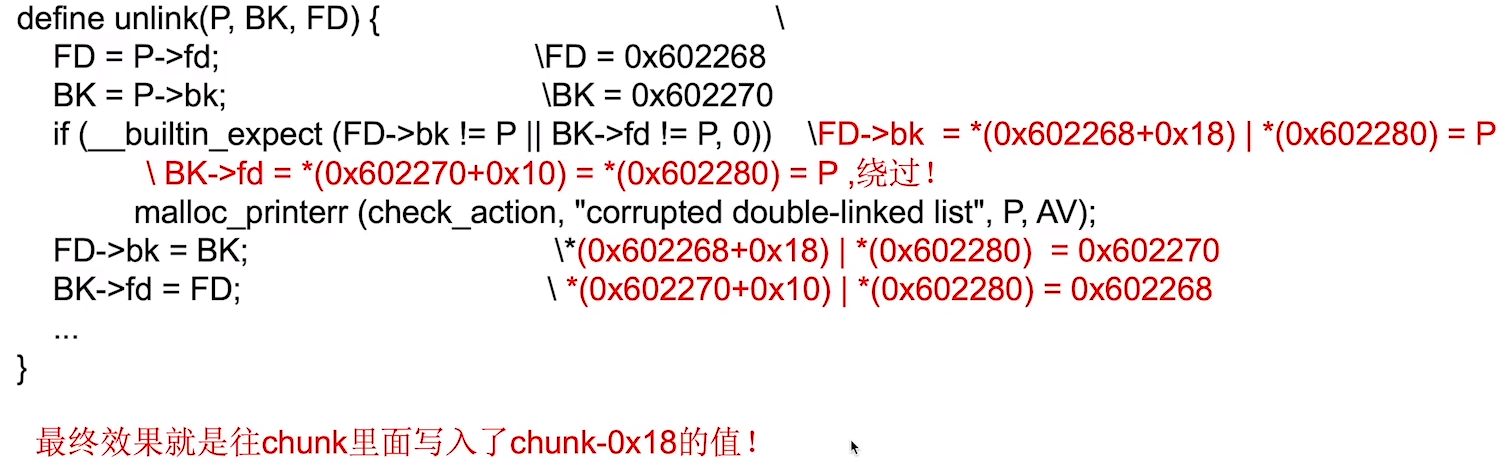 define unlink(P, BK, FD) { \
FD = P->fd; \FD = 0x602268
BK = P->bk; \BK = 0x602270
if (__builtin_expect (FD->bk != P || BK->fd != P, 0)) \FD->bk = *(0x602268+0x18) | *(0x602280) = P
\ BK->fd = *(0x602270+0x10) = *(0x602280) = P ,绕过！
malloc_printerr (check_action, "corrupted double-linked list", P, AV);
FD->bk = BK; \*(0x602268+0x18) | *(0x602280) = 0x602270
BK->fd = FD; \ *(0x602270+0x10) | *(0x602280) = 0x602268
...
}
最终效果就是往chunk里面写入了chunk-0x18的值！